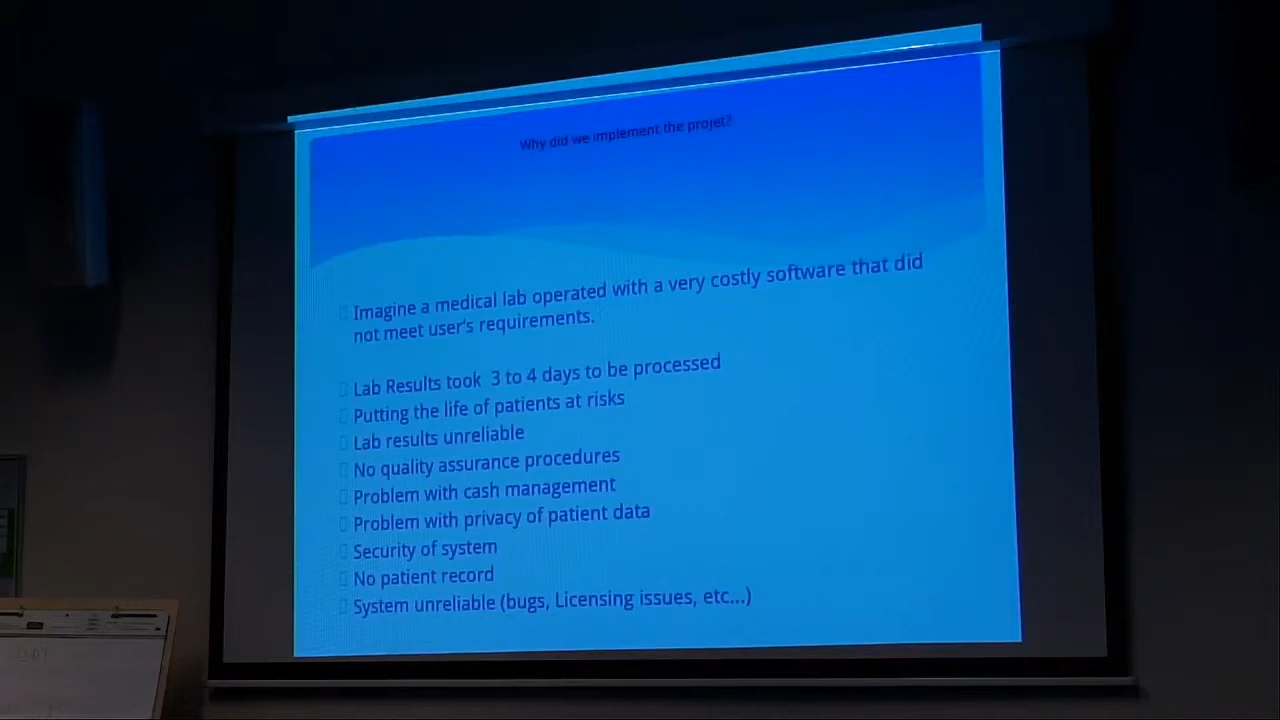 Why did we implement the projet?
Imagine a medical lab operated with a very costly software that did
not meet user's requirements.
Lab Results took 3 to 4 days to be processed
Putting the life of patients at risks
Lab results unreliable
No quality assurance procedures
Problem with cash management
Problem with privacy of patient data
Security of system
No patient record
System unreliable (bugs, Licensing issues, etc...)